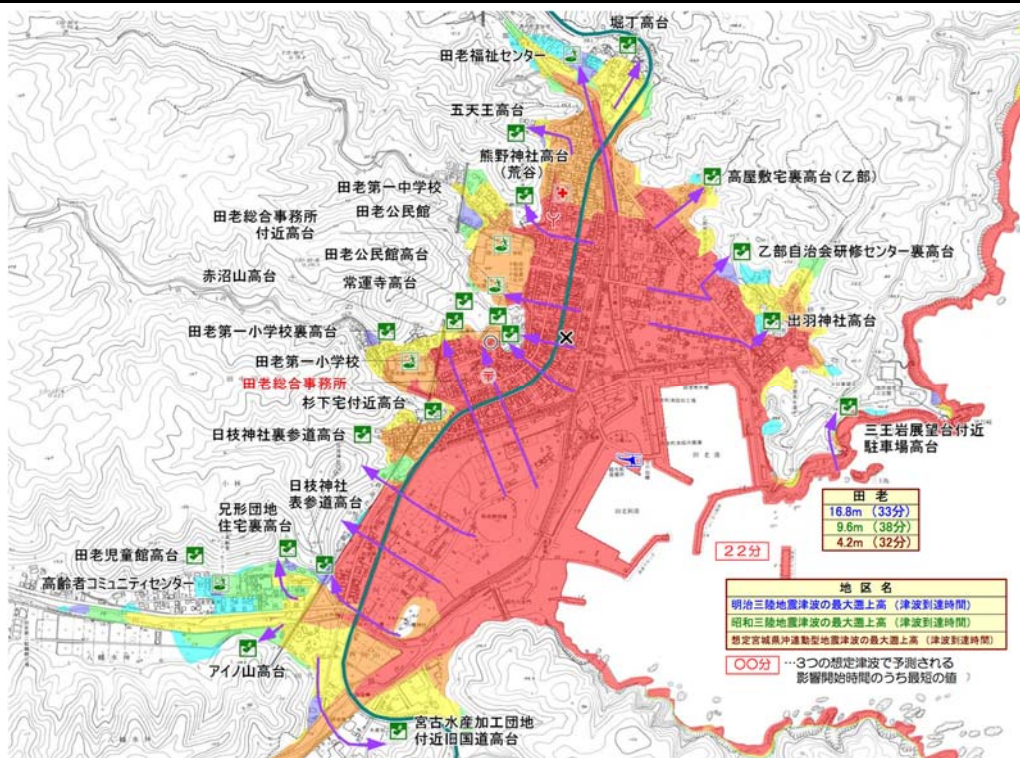 堀丁高台
田老福祉センター
五天王高台
熊野神社高台
(荒谷)
高屋敷宅裏高台(乙部)
田老第一中学校
田老公民館
田老総合事務所
付近高台
田老公民館高台
乙部自治会研修センター裏高台
赤沼山高台
常運寺高台
出羽神社高台
田老第一小学校裏高台
田老第一小学校
田老総合事務所
杉下宅付近高台
日枝神社裏参道高台
三王岩展望台付近
駐車場高台
日枝神社
表参道高台
兄形団地
住宅裏高台
田老児童館高台
高齢者コミュニティセンター
アイノ山高台
宮古水産加工団地
付近旧国道高台
田老
16.8m (33分)
9.6m (38分)
4.2m (32分)
22分
地区名
明治三陸地震津波の最大遡上高 (津波到達時間)
昭和三陸地震津波の最大遡上高 (津波到達時間)
想定宮城県沖連動型地震津波の最大遡上高 (津波到達時間)
〇〇分 …3つの想定津波で予測される
影響開始時間のうち最短の値